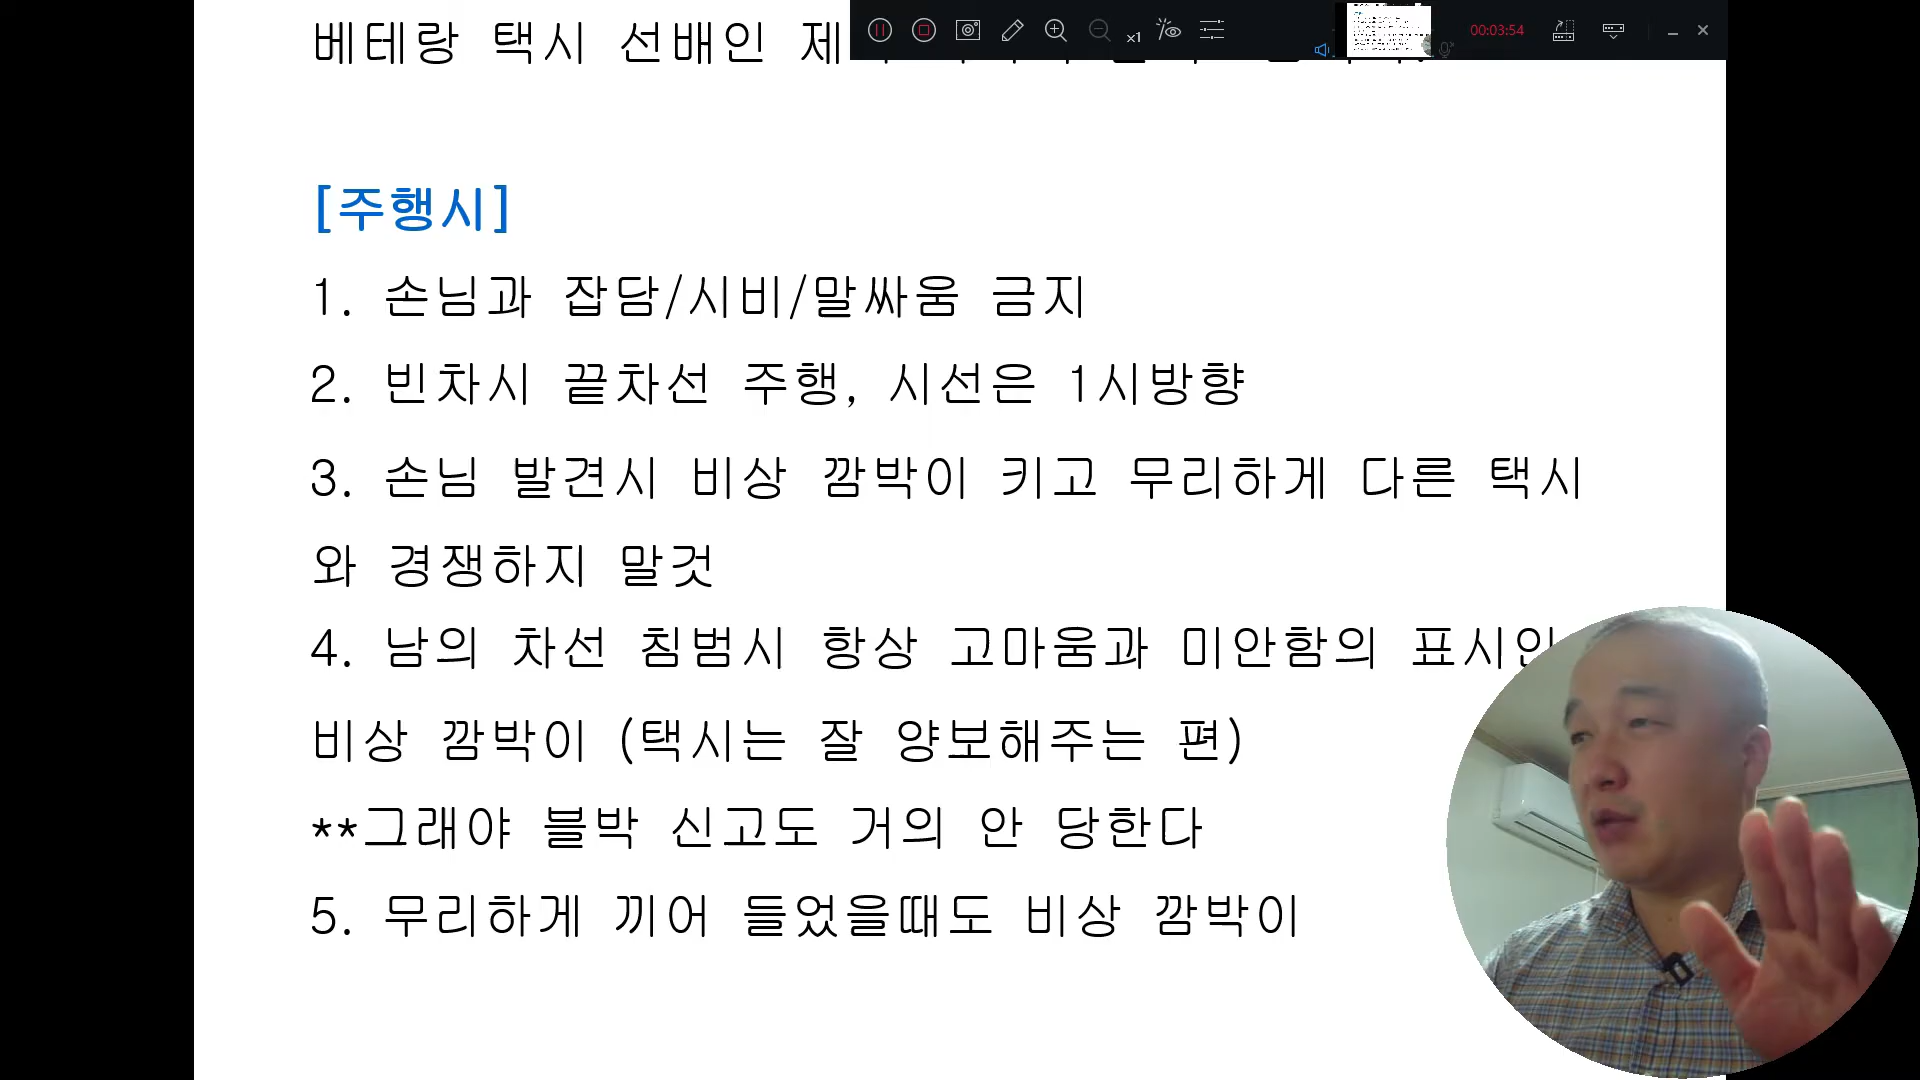 베테랑 택시 선배인 제
x1
00:03:54
[주행시]
1. 손님과 잡담/시비/말싸움 금지
2. 빈차시 끝차선 주행, 시선은 1시방향
3. 손님 발견시 비상 깜박이 키고 무리하게 다른 택시
와 경쟁하지 말것
4. 남의 차선 침범시 항상 고마움과 미안함의 표시인
비상 깜박이 (택시는 잘 양보해주는 편)
**그래야 블박 신고도 거의 안 당한다
5. 무리하게 끼어 들었을때도 비상 깜박이